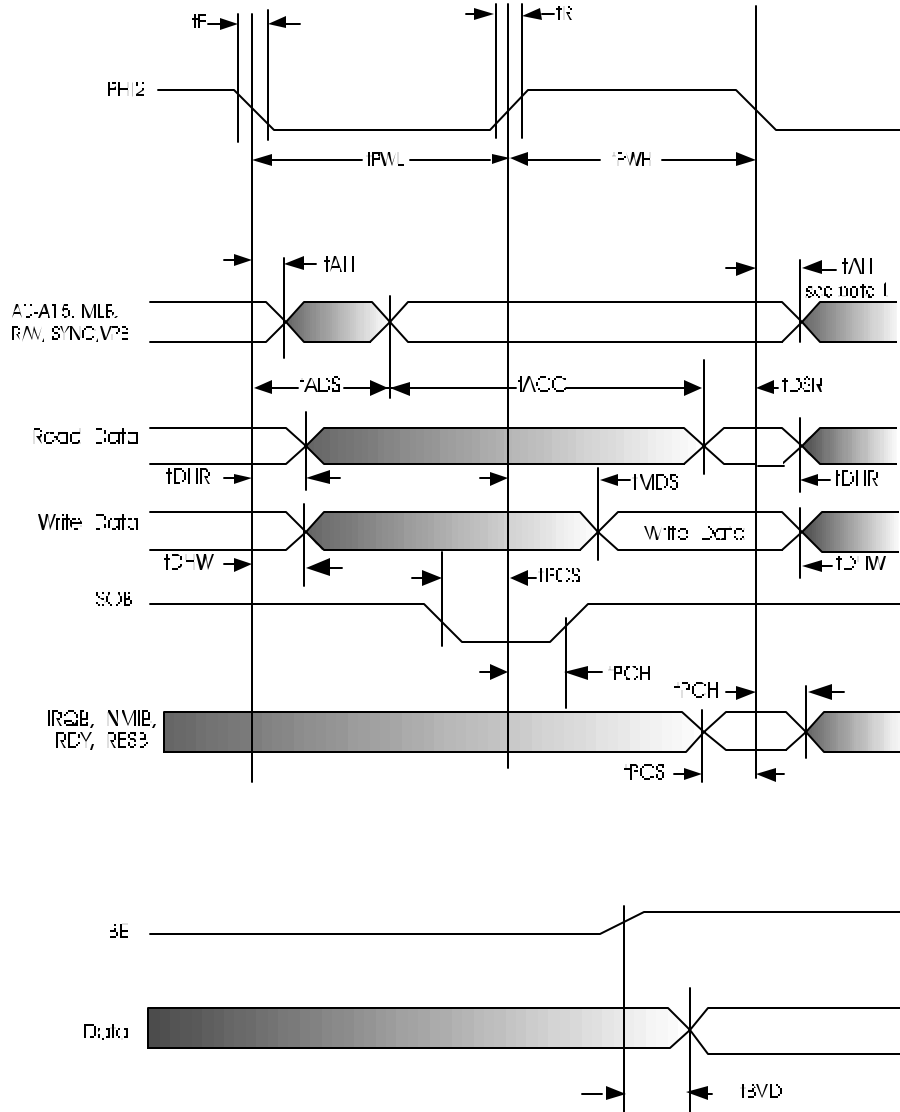 tF
tR
PHI2
tPWL
tPWH
tAH
tAH
see note 1
A0-A15, MLB,
R/W, SYNC,VPB
tADS
tACC
tDSR
Read Data
tDHR
tMDS
tDHR
Write Data
Write Data
tDHW
tPCS
tDHW
SOB
tPCH
tPCH
IRQB, NMIB,
RDY, RESB
tPCS
BE
Data
tBVD